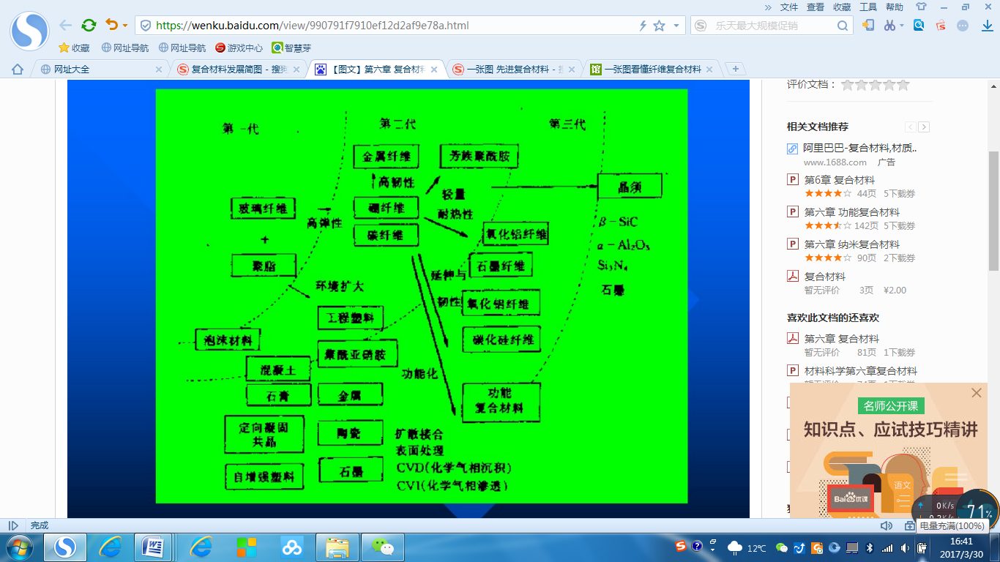 » 文件 查看 收藏 工具 帮助
https://wenku.baidu.com/view/990791f7910ef12d2af9e78a.html
乐天最大规模促销
收藏 网址导航 网址导航 游戏中心 智慧芽
网址大全 复合材料发展简图 - 搜狗 【图文】第六章 复合材料 一张图 先进复合材料 - 一张图看懂纤维复合材料
第一代 第二代 第三代
金属纤维 芳族聚酰胺
高韧性
轻量
晶须
玻璃纤维
高弹性
硼纤维
耐热性
β-SiC
+
碳纤维
氧化铝纤维
α-Al₂O₃
聚脂
石墨纤维
Si₃N₄
延伸与
环境扩大
石墨
韧性
氧化铝纤维
工程塑料
泡沫材料
碳化硅纤维
聚酰亚硝胺
混凝土
功能化
石膏
金属
功能
复合材料
定向凝固
共晶
陶瓷
扩散接合
表面处理
自增强塑料
石墨
CVD(化学气相沉积)
CVI(化学气相渗透)
评价文档：
相关文档推荐
阿里巴巴-复合材料,材质..
www.1688.com 广告
第6章 复合材料
44页 5下载券
第六章 功能复合材料
142页 5下载券
第六章 纳米复合材料
90页 2下载券
复合材料
暂无评价 3页 ¥2.00
喜欢此文档的还喜欢
第六章 复合材料
暂无评价 81页 1下载券
材料科学第六章复合材料
名师公开课
知识点、应试技巧精讲
语文
Bai 优课
0K/s
71%
完成
电量充满(100%)
12℃
16:41
2017/3/30